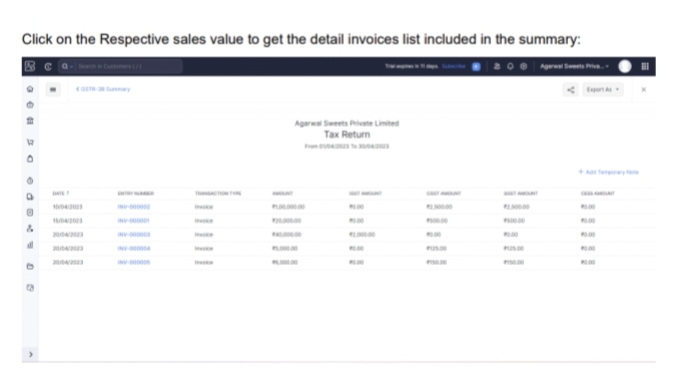 Click on the Respective sales value to get the detail invoices list included in the summary:
Search in Customers ( / )
Trial expires in 11 days Subscribe
Agarwal Sweets Priva...
< GSTR-3B Summary
Export As
Agarwal Sweets Private Limited
Tax Return
From 01/04/2023 To 30/04/2023
+ Add Temporary Note
DATE ENTRY NUMBER TRANSACTION TYPE AMOUNT IGST AMOUNT CGST AMOUNT SGST AMOUNT CESS AMOUNT
10/04/2023 INV-000002 Invoice ₹1,00,000.00 ₹0.00 ₹2,500.00 ₹2,500.00 ₹0.00
15/04/2023 INV-000001 Invoice ₹20,000.00 ₹0.00 ₹500.00 ₹500.00 ₹0.00
20/04/2023 INV-000003 Invoice ₹40,000.00 ₹2,000.00 ₹0.00 ₹0.00 ₹0.00
20/04/2023 INV-000004 Invoice ₹5,000.00 ₹0.00 ₹125.00 ₹125.00 ₹0.00
20/04/2023 INV-000005 Invoice ₹6,000.00 ₹0.00 ₹150.00 ₹150.00 ₹0.00